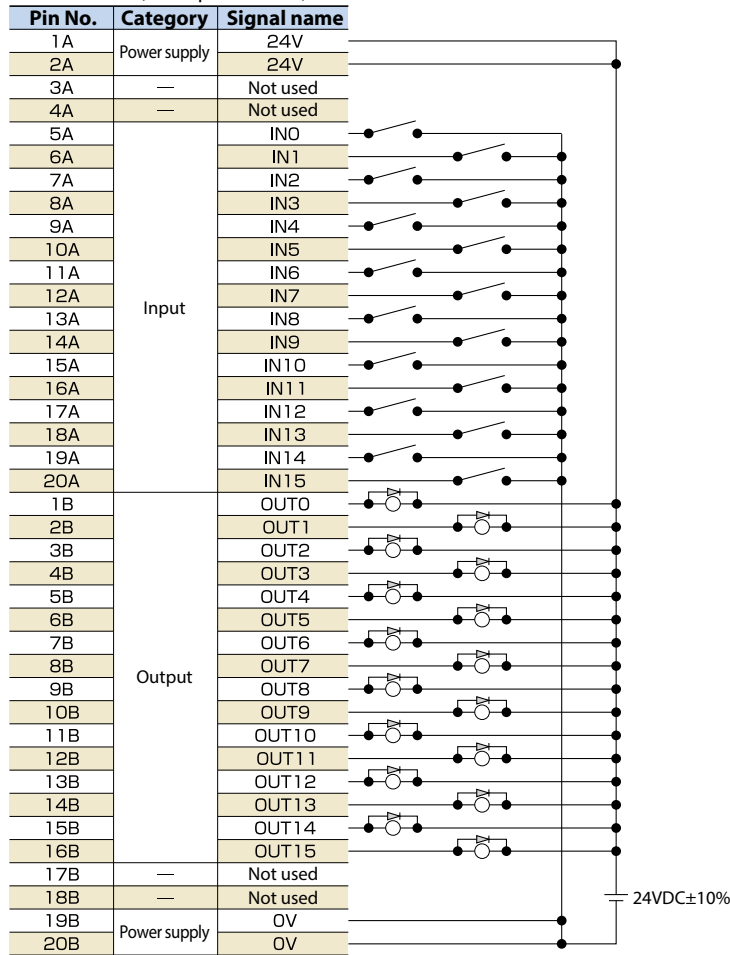 Pin No. Category Signal name
1A Power supply 24V
2A 24V
3A — Not used
4A — Not used
5A Input IN0
6A IN1
7A IN2
8A IN3
9A IN4
10A IN5
11A IN6
12A IN7
13A IN8
14A IN9
15A IN10
16A IN11
17A IN12
18A IN13
19A IN14
20A IN15
1B Output OUT0
2B OUT1
3B OUT2
4B OUT3
5B OUT4
6B OUT5
7B OUT6
8B OUT7
9B OUT8
10B OUT9
11B OUT10
12B OUT11
13B OUT12
14B OUT13
15B OUT14
16B OUT15
17B — Not used
18B — Not used
24VDC±10%
19B Power supply 0V
20B 0V